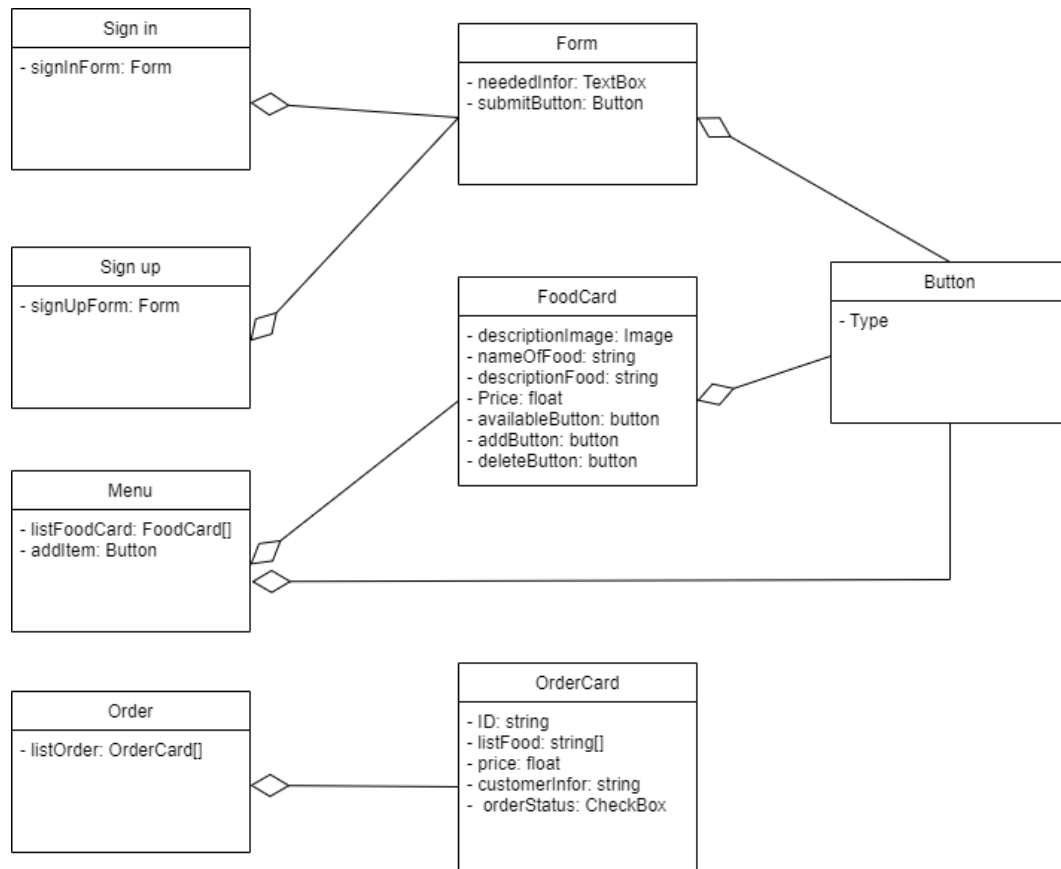 Sign in
- signInForm: Form
Form
- neededInfor: TextBox
- submitButton: Button
Sign up
- signUpForm: Form
FoodCard
- descriptionImage: Image
- nameOfFood: string
- descriptionFood: string
- Price: float
- availableButton: button
- addButton: button
- deleteButton: button
Button
- Type
Menu
- listFoodCard: FoodCard[]
- addItem: Button
Order
- listOrder: OrderCard[]
OrderCard
- ID: string
- listFood: string[]
- price: float
- customerInfor: string
- orderStatus: CheckBox